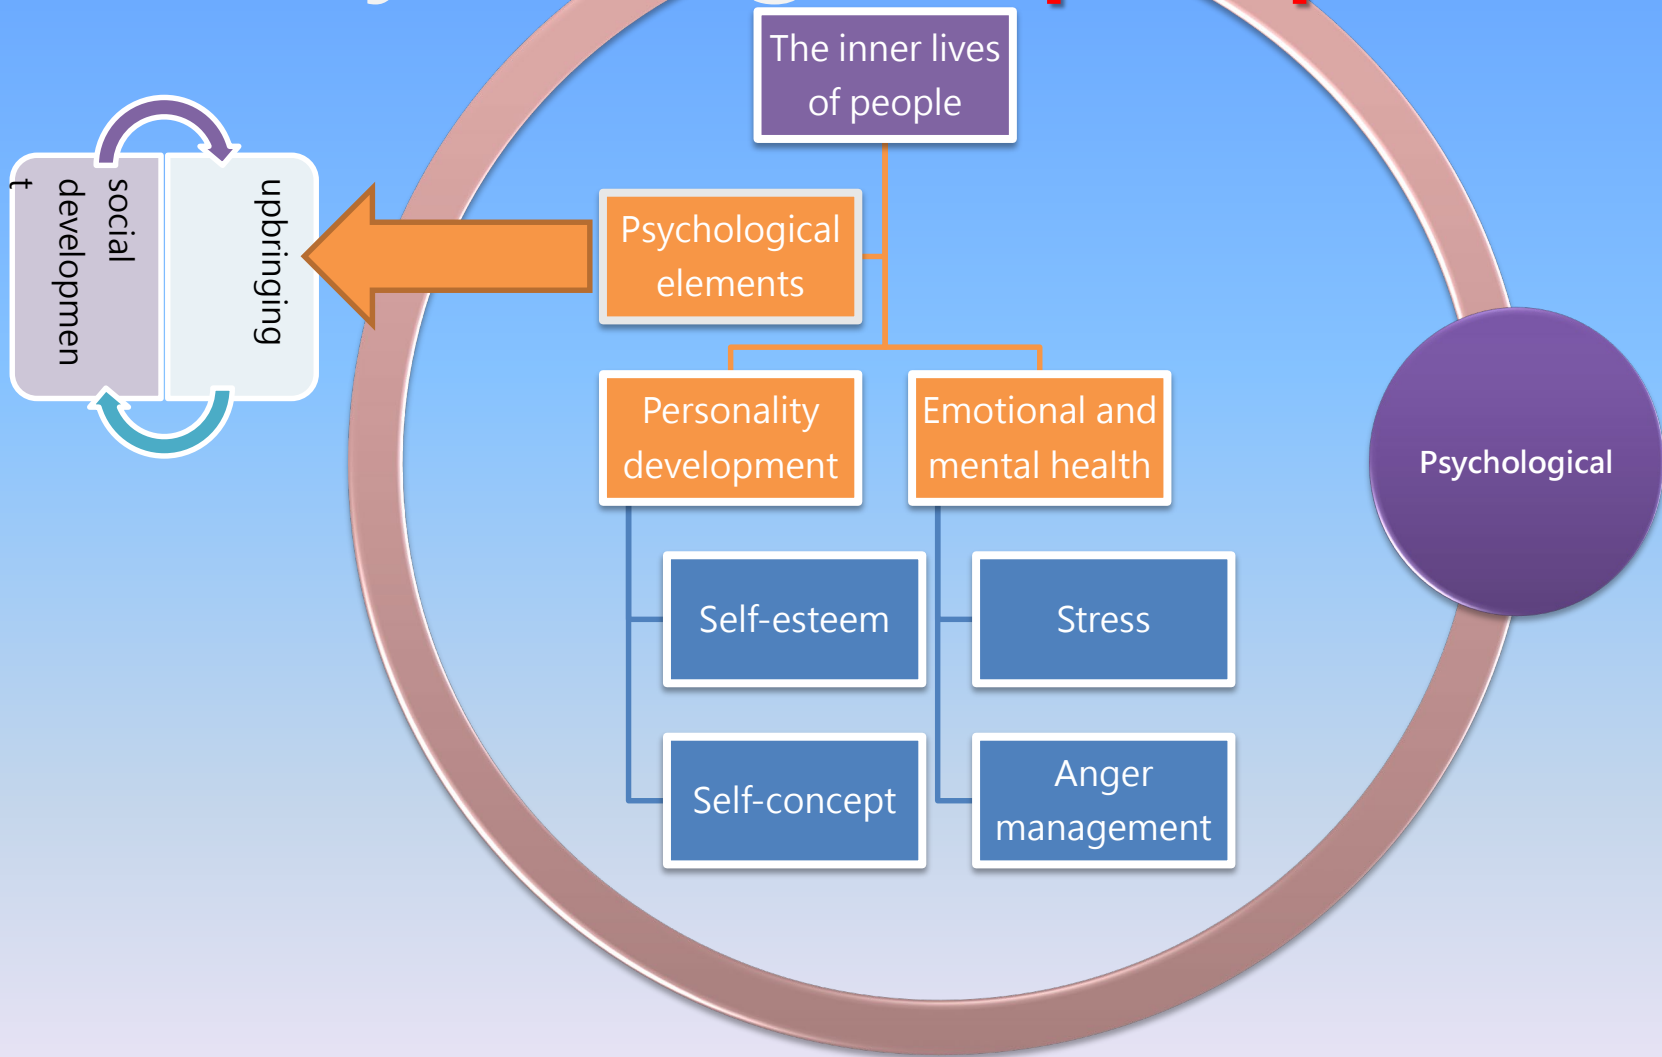 The inner lives
of people
social
developmen
t
upbringing
Psychological
elements
Personality
development
Emotional and
mental health
Psychological
Self-esteem
Stress
Self-concept
Anger
management